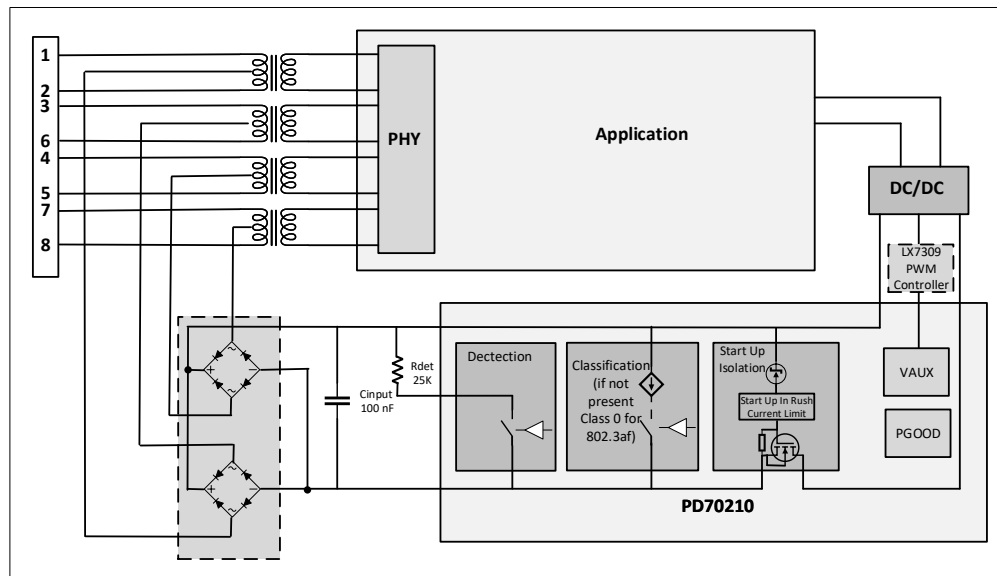 1
2
3
6
4
5
7
8
PHY
Application
DC/DC
LX7309
PWM
Controller
VAUX
PGOOD
Cinput
100 nF
Rdet
25K
Dectection
Classification
(if not
present
Class 0 for
802.3af)
Start Up
Isolation
Start Up In Rush
Current Limit
PD70210
~
+
-
~
~
+
-
~